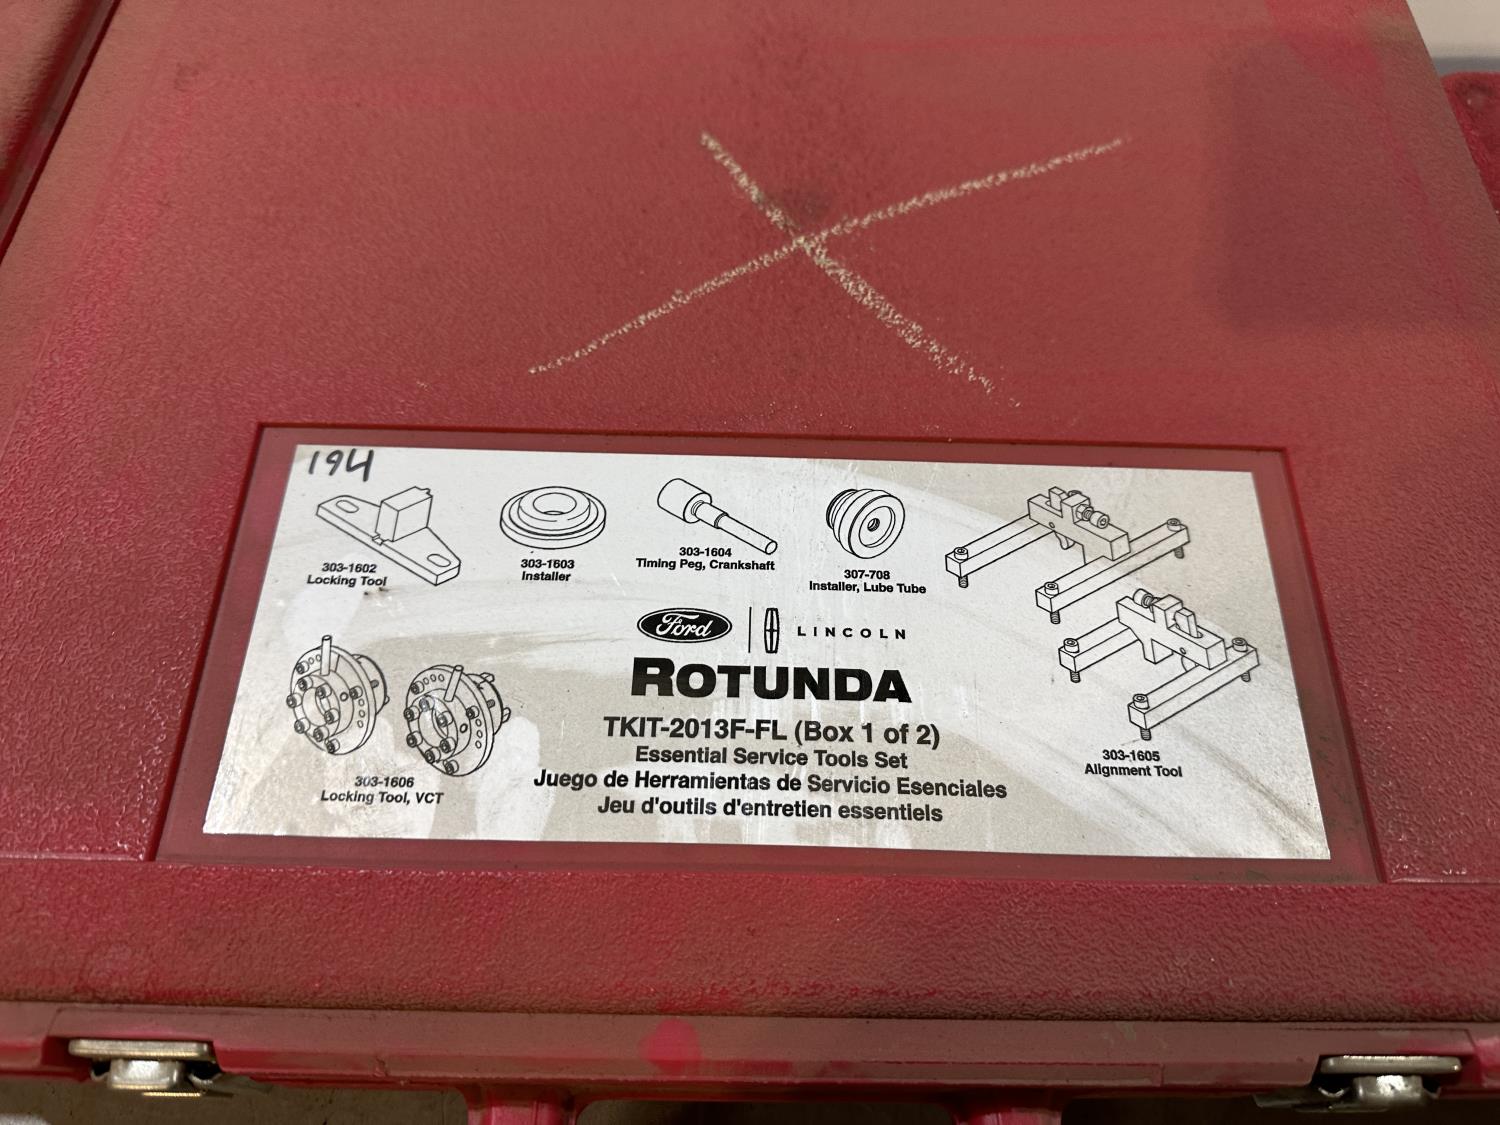 194
303-1602
Locking Tool
303-1603
Installer
303-1604
Timing Peg, Crankshaft
307-708
Installer, Lube Tube
303-1605
Alignment Tool
303-1606
Locking Tool, VCT
Ford
LINCOLN
ROTUNDA
TKIT-2013F-FL (Box 1 of 2)
Essential Service Tools Set
Juego de Herramientas de Servicio Esenciales
Jeu d'outils d'entretien essentiels